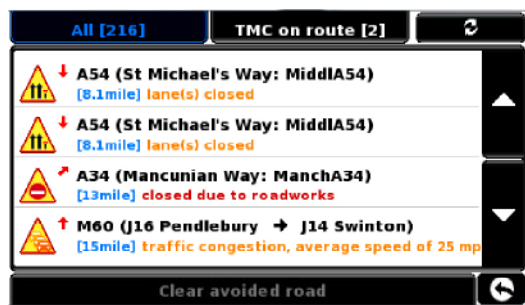 All [216]
TMC on route [2]
A54 (St Michael's Way: MiddlA54)
[8.1mile] lane(s) closed
A54 (St Michael's Way: MiddlA54)
[8.1mile] lane(s) closed
A34 (Mancunian Way: ManchA34)
[13mile] closed due to roadworks
M60 (J16 Pendlebury → J14 Swinton)
[15mile] traffic congestion, average speed of 25 mp
Clear avoided road